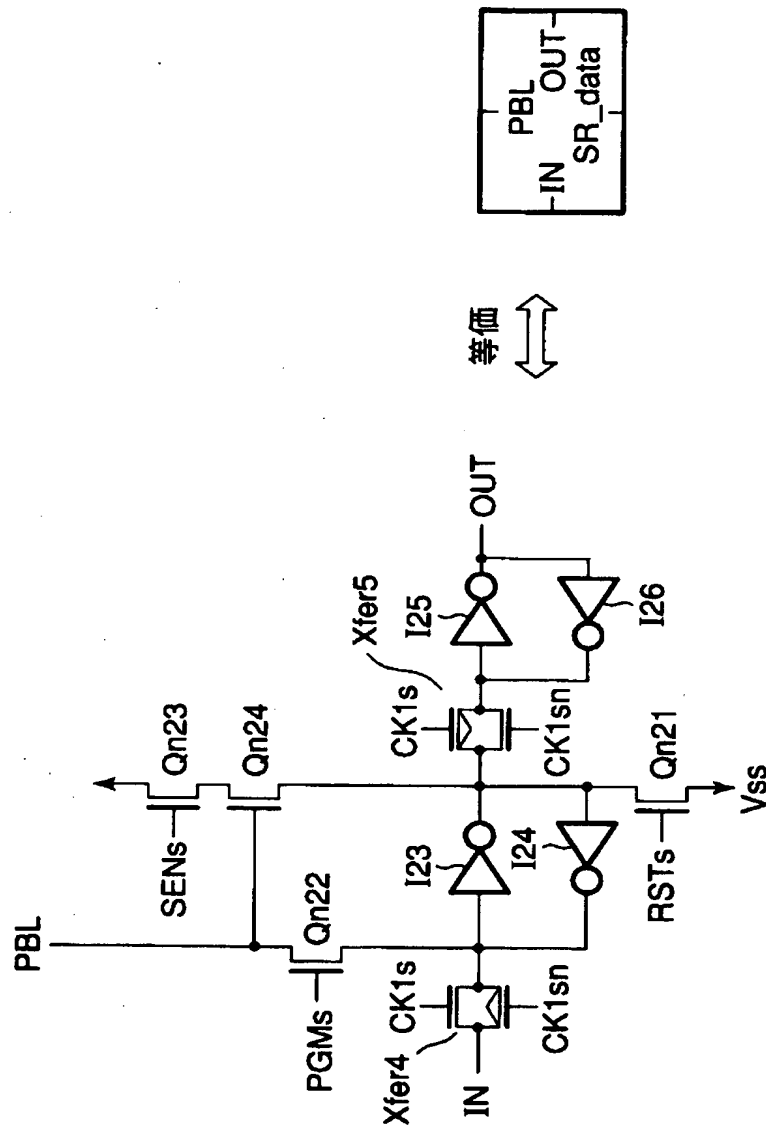 PBL
SENs
Qn23
Qn24
PGMs
Qn22
Xfer4
IN
CK1s
CK1sn
I23
I24
RSTs
Qn21
Vss
Xfer5
CK1s
CK1sn
I25
I26
OUT
等価
PBL
IN
OUT
SR_data